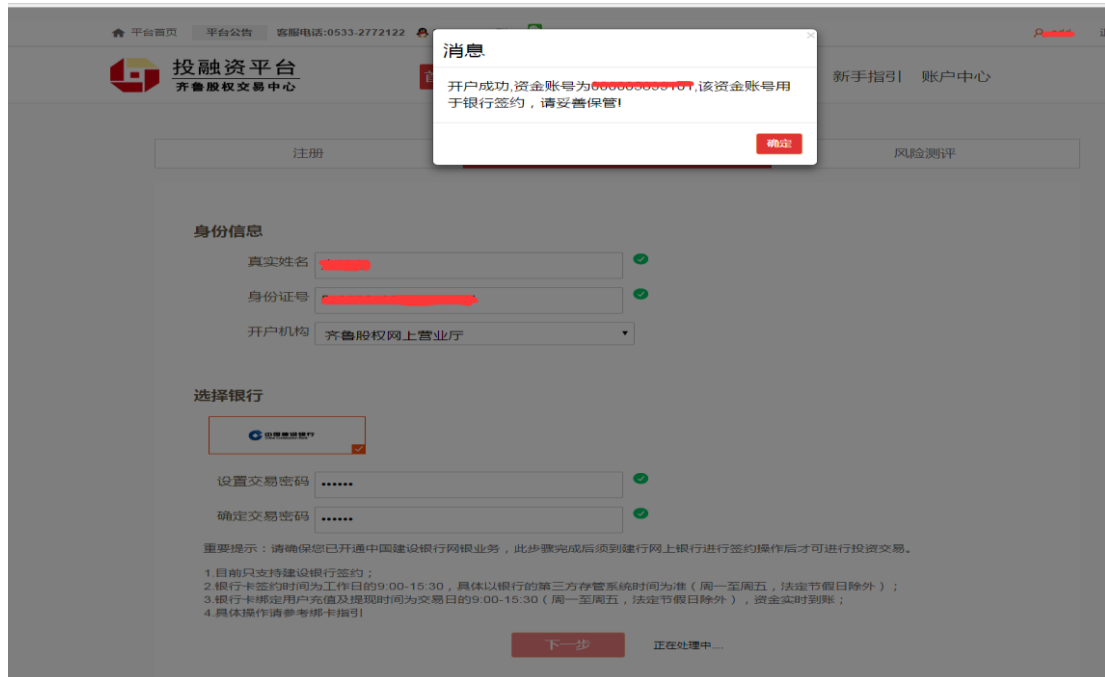 平台首页 平台公告 客服电话:0533-2772122
投融资平台
齐鲁股权交易中心
新手指引 账户中心
消息
×
开户成功,资金账号为,该资金账号用
于银行签约，请妥善保管!
确定
注册 风险测评
身份信息
真实姓名
身份证号
开户机构 齐鲁股权网上营业厅
选择银行
中国建设银行
设置交易密码 ••••••
确定交易密码 ••••••
重要提示：请确保您已开通中国建设银行网银业务，此步骤完成后须到建行网上银行进行签约操作后才可进行投资交易。
1.目前只支持建设银行签约；
2.银行卡签约时间为工作日的9:00-15:30，具体以银行的第三方存管系统时间为准（周一至周五，法定节假日除外）；
3.银行卡绑定用户充值及提现时间为交易日的9:00-15:30（周一至周五，法定节假日除外），资金实时到账；
4.具体操作请参考绑卡指引
下一步 正在处理中....